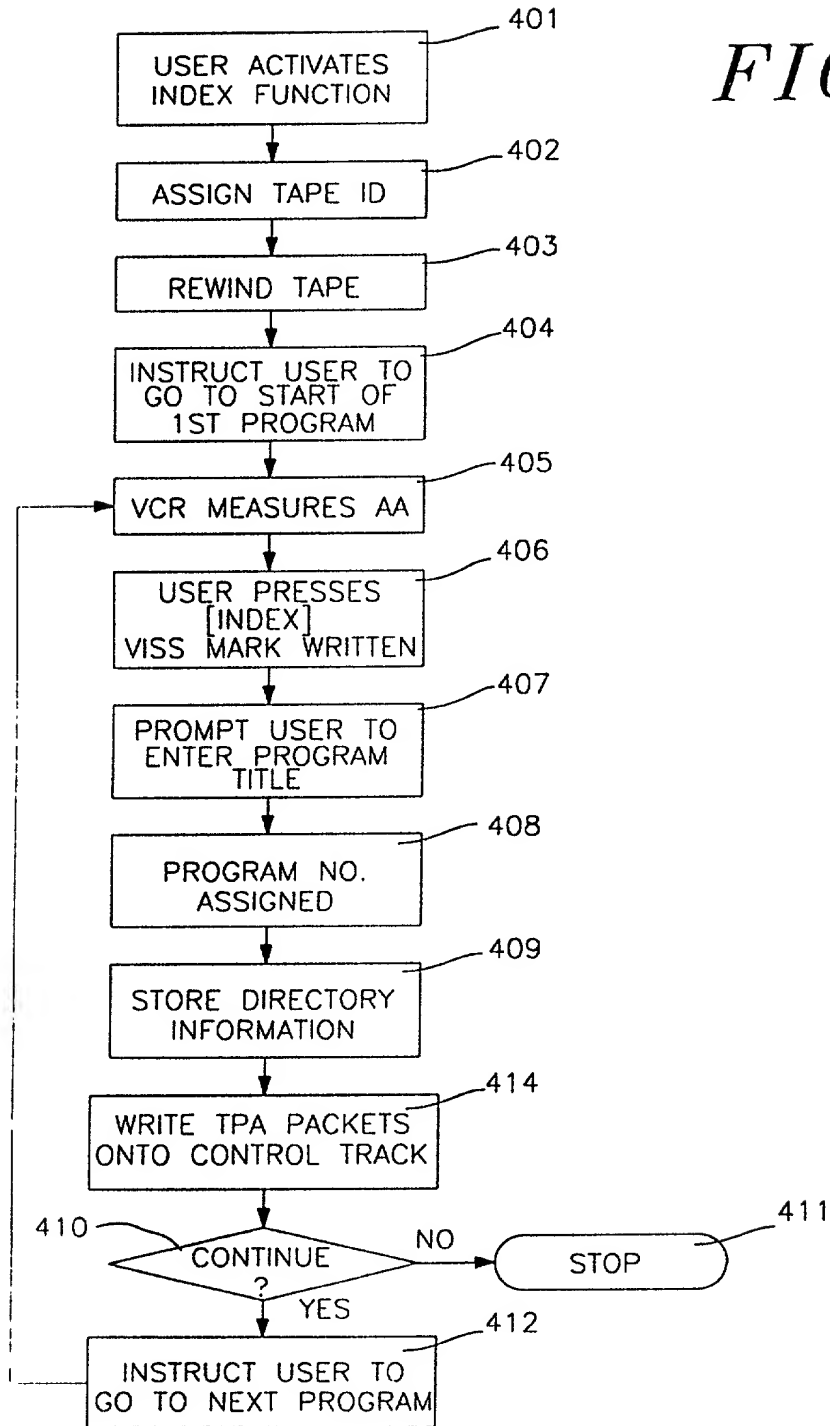 401
FIG
USER ACTIVATES
INDEX FUNCTION
402
ASSIGN TAPE ID
403
REWIND TAPE
404
INSTRUCT USER TO
GO TO START OF
1ST PROGRAM
405
VCR MEASURES AA
406
USER PRESSES
[INDEX]
VISS MARK WRITTEN
407
PROMPT USER TO
ENTER PROGRAM
TITLE
408
PROGRAM NO.
ASSIGNED
409
STORE DIRECTORY
INFORMATION
414
WRITE TPA PACKETS
ONTO CONTROL TRACK
410
CONTINUE
?
NO
411
STOP
YES
412
INSTRUCT USER TO
GO TO NEXT PROGRAM